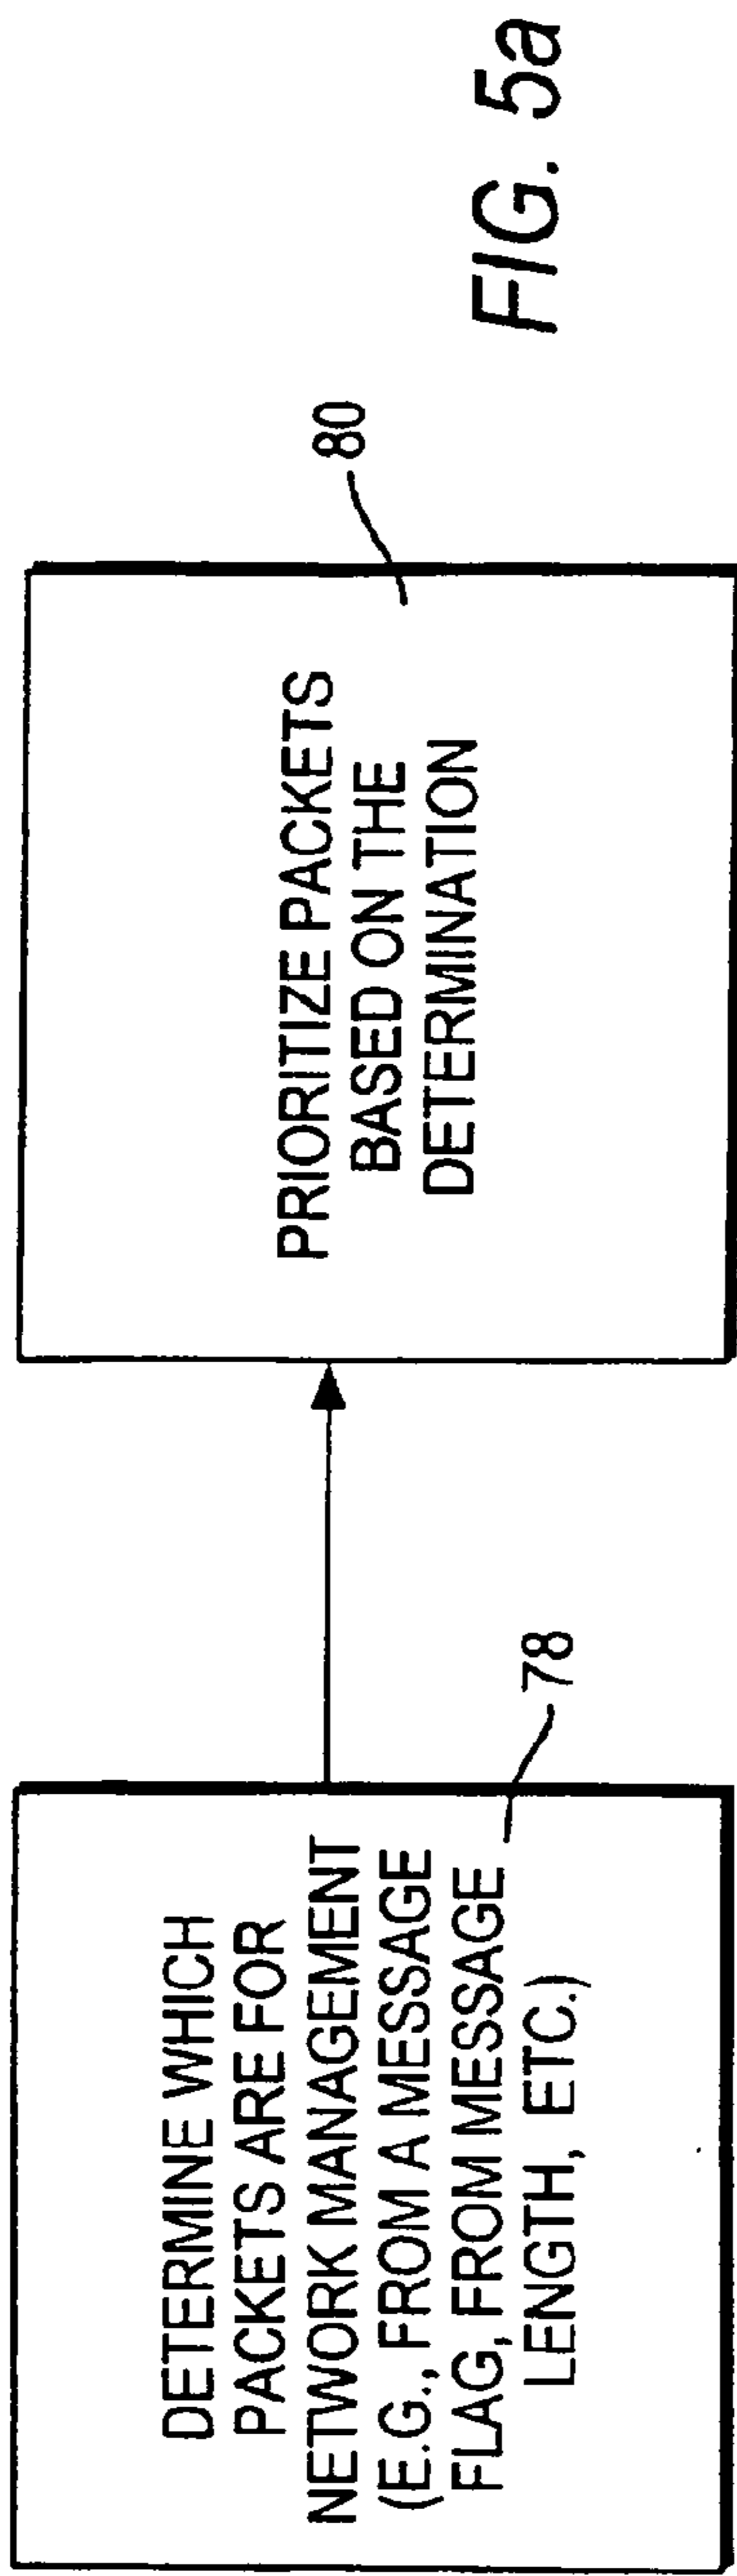 DETERMINE WHICH
PACKETS ARE FOR
NETWORK MANAGEMENT
(E.G., FROM A MESSAGE
FLAG, FROM MESSAGE
LENGTH, ETC.)
78
PRIORITIZE PACKETS
BASED ON THE
DETERMINATION
80
FIG. 5a